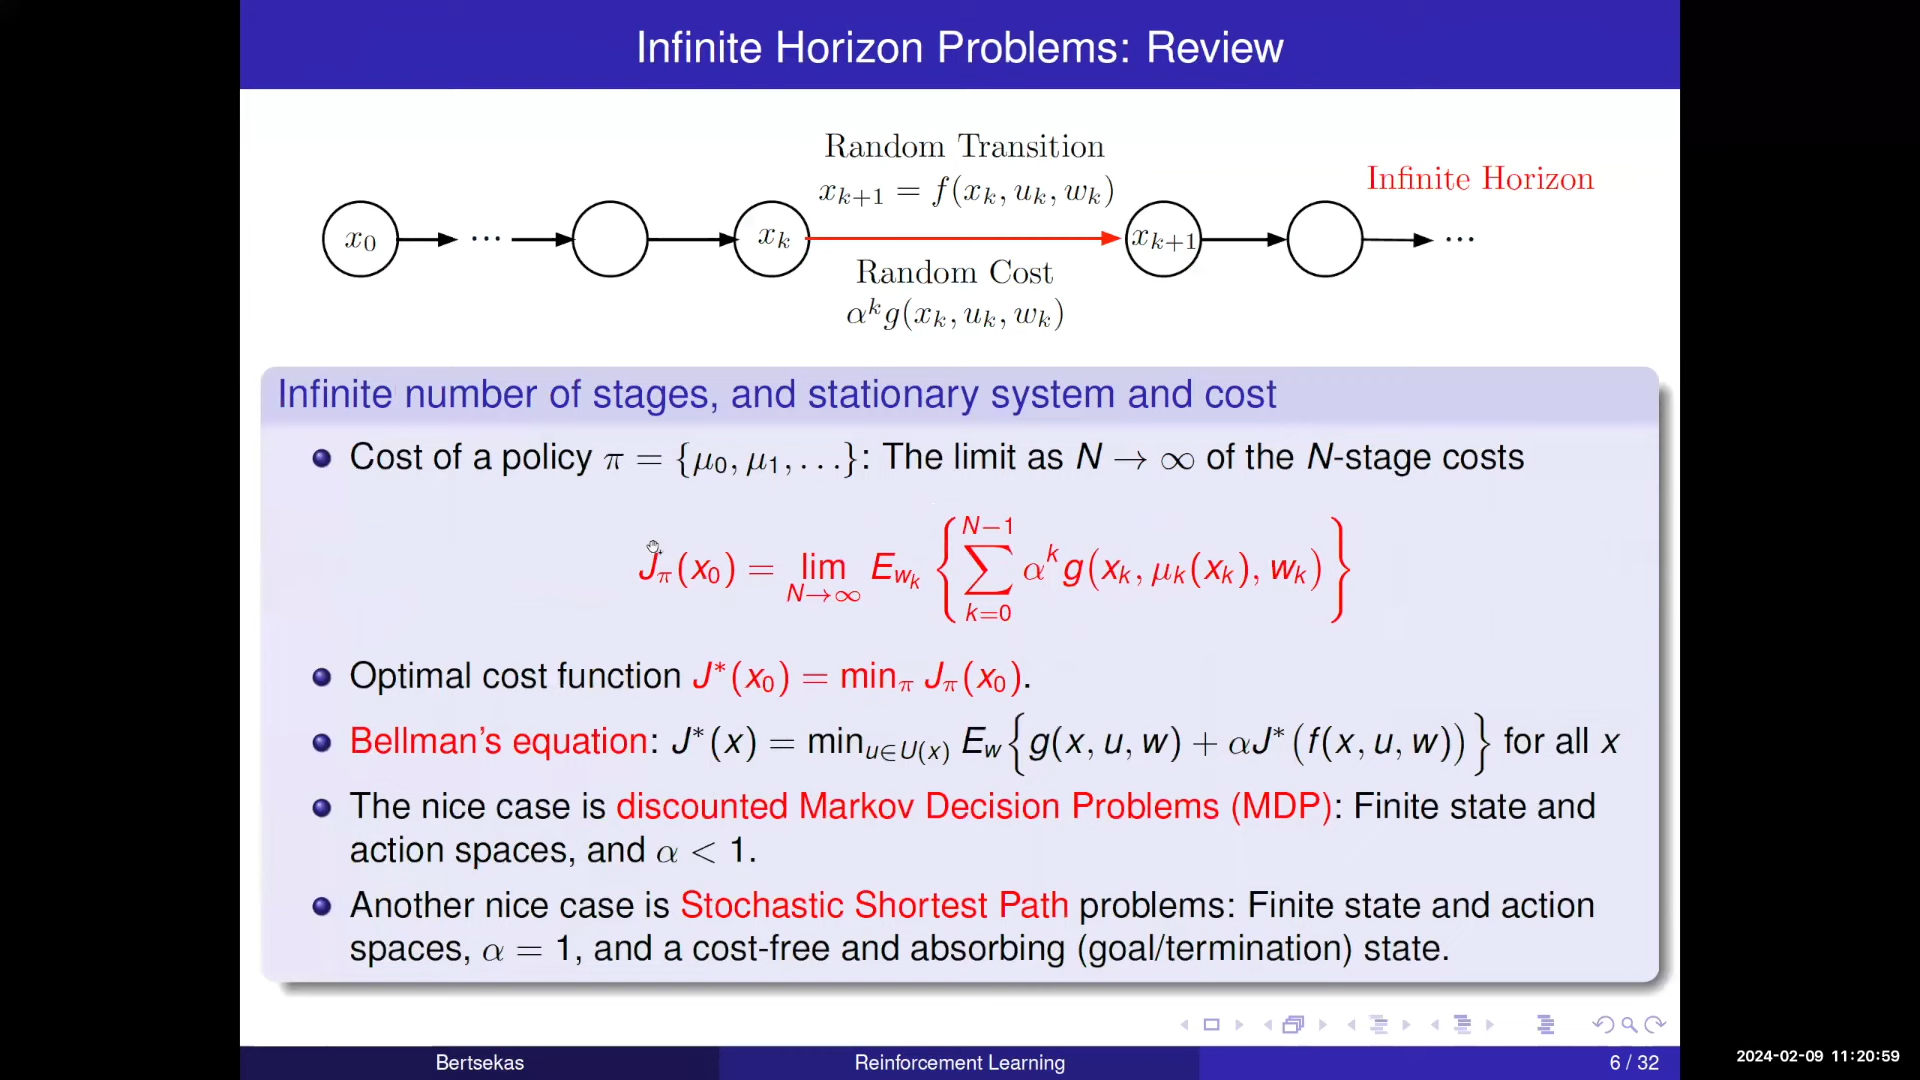 Infinite Horizon Problems: Review
Random Transition
x_{k+1} = f(x_k, u_k, w_k)
Infinite Horizon
x_0 ... x_k x_{k+1} ...
Random Cost
α^k g(x_k, u_k, w_k)
Infinite number of stages, and stationary system and cost
Cost of a policy π = {μ_0, μ_1, ...}: The limit as N → ∞ of the N-stage costs
J_π(x_0) = lim_{N→∞} E_{w_k} { ∑_{k=0}^{N−1} α^k g(x_k, μ_k(x_k), w_k) }
Optimal cost function J*(x_0) = min_π J_π(x_0).
Bellman's equation: J*(x) = min_{u∈U(x)} E_w { g(x, u, w) + αJ*(f(x, u, w)) } for all x
The nice case is discounted Markov Decision Problems (MDP): Finite state and
action spaces, and α < 1.
Another nice case is Stochastic Shortest Path problems: Finite state and action
spaces, α = 1, and a cost-free and absorbing (goal/termination) state.
Bertsekas
Reinforcement Learning
6 / 32
2024-02-09 11:20:59